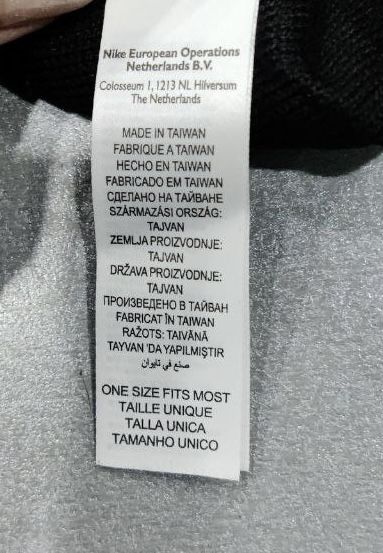 Nike European Operations
Netherlands B.V.
Colosseum 1, 1213 NL Hilversum
The Netherlands
MADE IN TAIWAN
FABRIQUE A TAIWAN
HECHO EN TAIWAN
FABRICADO EM TAIWAN
СДЕЛАНО НА ТАЙВАНЕ
SZÁRMAZÁSI ORSZÁG:
TAJVAN
ZEMLJA PROIZVODNJE:
TAJVAN
DRŽAVA PROIZVODNJE:
TAJVAN
ПРОИЗВЕДЕНО В ТАЙВАН
FABRICAT ÎN TAIWAN
RAŽOTS: TAIVĀNĀ
TAYVAN 'DA YAPILMIŞTIR
صنع في تايوان
ONE SIZE FITS MOST
TAILLE UNIQUE
TALLA UNICA
TAMANHO UNICO